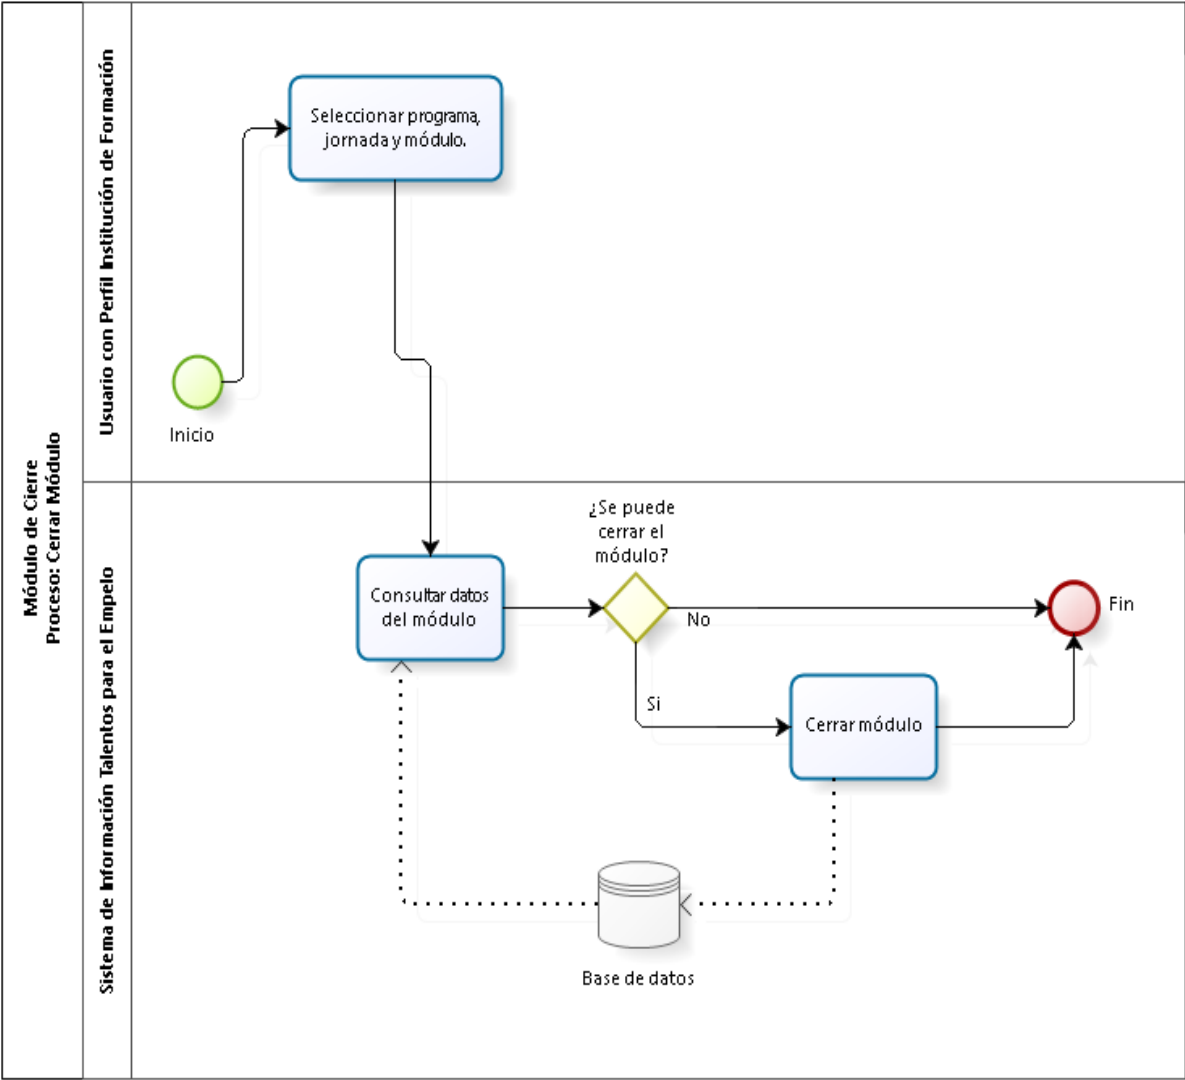 Módulo de Cierre
Proceso: Cerrar Módulo
Usuario con Perfil Institución de Formación
Seleccionar programa,
jornada y módulo.
Inicio
Sistema de Información Talentos para el Empelo
¿Se puede
cerrar el
módulo?
Consultar datos
del módulo
No
Fin
Si
Cerrar módulo
Base de datos